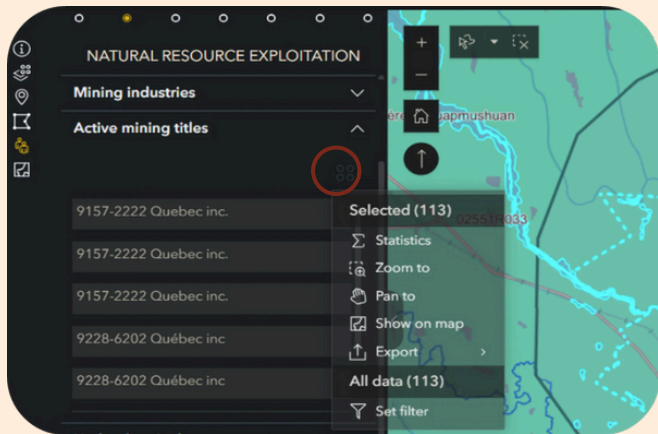 NATURAL RESOURCE EXPLOITATION
Mining industries
Active mining titles
9157-2222 Quebec inc.
9157-2222 Quebec inc.
9157-2222 Quebec inc.
9228-6202 Québec inc
9228-6202 Québec inc
Selected (113)
Statistics
Zoom to
Pan to
Show on map
Export
All data (113)
Set filter
02551R033